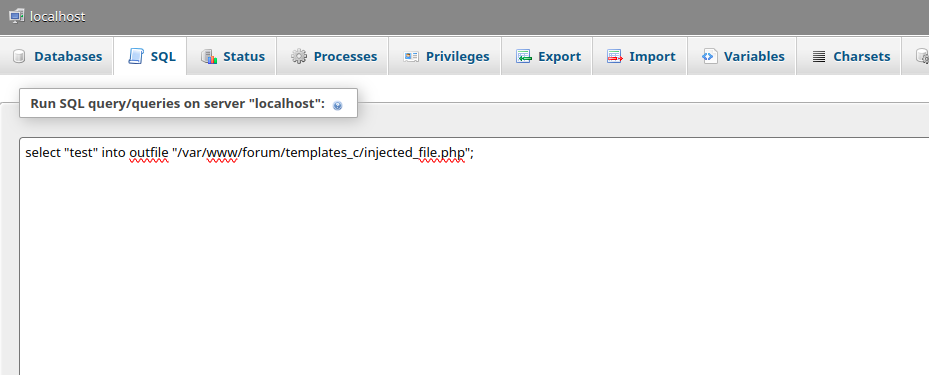 localhost
Databases SQL Status Processes Privileges Export Import Variables Charsets
Run SQL query/queries on server "localhost":
select "test" into outfile "/var/www/forum/templates_c/injected_file.php";